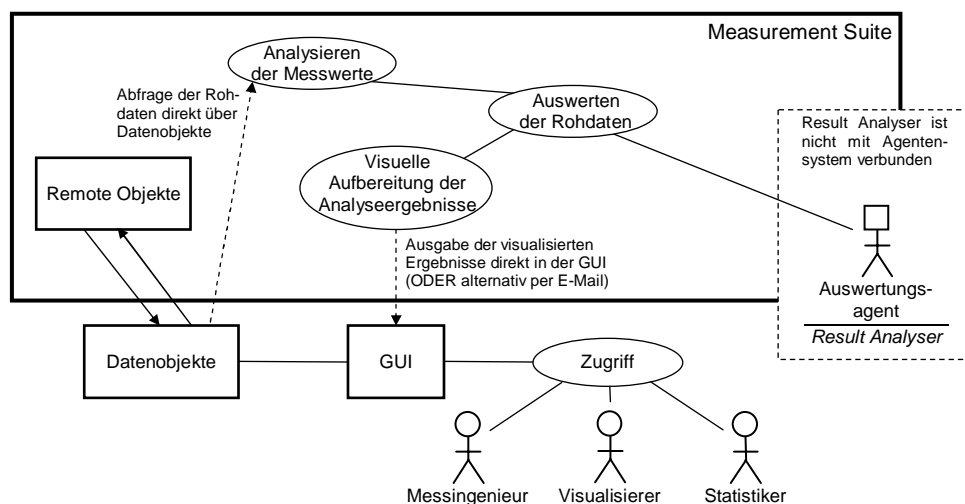 Measurement Suite
Analysieren
der Messwerte
Abfrage der Roh-
daten direkt über
Datenobjekte
Auswerten
der Rohdaten
Result Analyser ist
nicht mit Agenten-
system verbunden
Visuelle
Aufbereitung der
Analyseergebnisse
Remote Objekte
Ausgabe der visualisierten
Ergebnisse direkt in der GUI
(ODER alternativ per E-Mail)
Auswertungs-
agent
Result Analyser
Datenobjekte
GUI
Zugriff
Messingenieur
Visualisierer
Statistiker